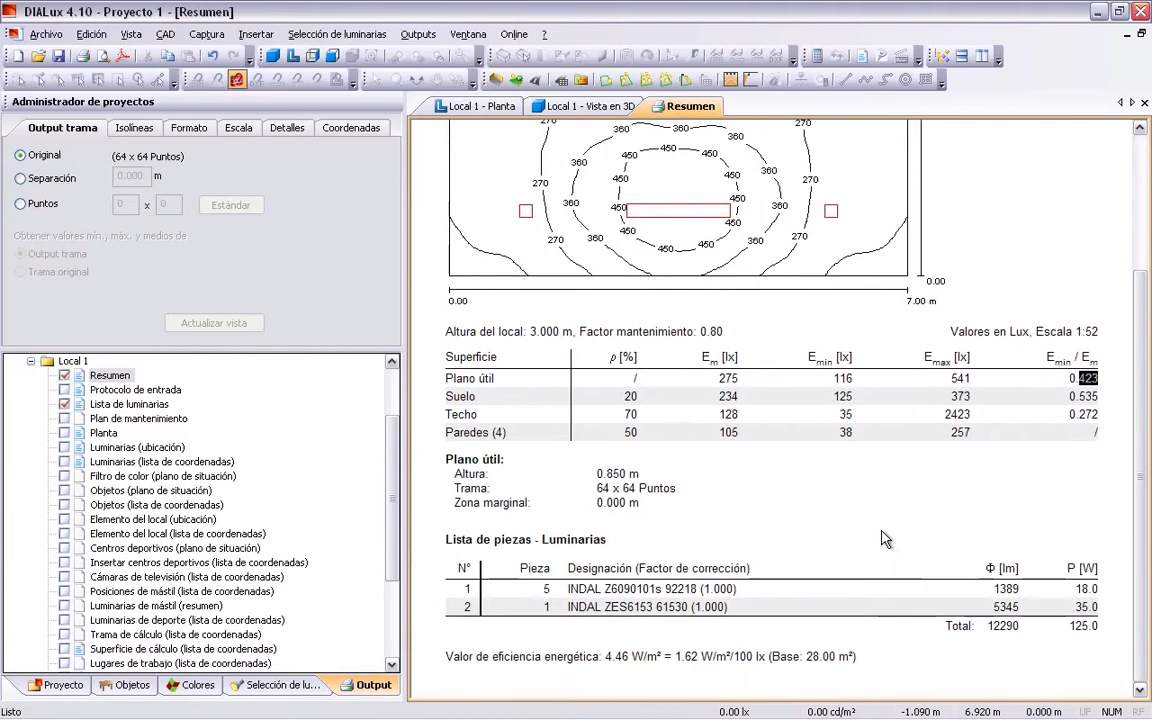 DIALux 4.10 - Proyecto 1 - [Resumen]
Archivo Edición Vista CAD Captura Insertar Selección de luminarias Outputs Ventana Online ?
Administrador de proyectos
Output trama Isolíneas Formato Escala Detalles Coordenadas
Original (64 x 64 Puntos)
Separación 0.000 m
Puntos 0 x 0 Estándar
Obtener valores mín., máx. y medios de
Output trama
Trama original
Actualizar vista
Local 1
Resumen
Protocolo de entrada
Lista de luminarias
Plan de mantenimiento
Planta
Luminarias (ubicación)
Luminarias (lista de coordenadas)
Filtro de color (plano de situación)
Objetos (plano de situación)
Objetos (lista de coordenadas)
Elemento del local (ubicación)
Elemento del local (lista de coordenadas)
Centros deportivos (plano de situación)
Insertar centros deportivos (lista de coordenadas)
Cámaras de televisión (lista de coordenadas)
Posiciones de mástil (lista de coordenadas)
Luminarias de mástil (resumen)
Luminarias de deporte (lista de coordenadas)
Trama de cálculo (lista de coordenadas)
Superficie de cálculo (lista de coordenadas)
Lugares de trabajo (lista de coordenadas)
Proyecto Objetos Colores Selección de lu... Output
Local 1 - Planta Local 1 - Vista en 3D Resumen
270 360 360 360 270
450 450 450
450 450
270 360 450 450 360 270
360 450 450 360
450 450
270 360 450 450 360 270
0.00
0.00 7.00 m
Altura del local: 3.000 m, Factor mantenimiento: 0.80 Valores en Lux, Escala 1:52
Superficie ρ [%] Em [lx] Emin [lx] Emax [lx] Emin / Em
Plano útil / 275 116 541 0.423
Suelo 20 234 125 373 0.535
Techo 70 128 35 2423 0.272
Paredes (4) 50 105 38 257 /
Plano útil:
Altura: 0.850 m
Trama: 64 x 64 Puntos
Zona marginal: 0.000 m
Lista de piezas - Luminarias
N° Pieza Designación (Factor de corrección) Φ [lm] P [W]
1 5 INDAL Z6090101s 92218 (1.000) 1389 18.0
2 1 INDAL ZES6153 61530 (1.000) 5345 35.0
Total: 12290 125.0
Valor de eficiencia energética: 4.46 W/m² = 1.62 W/m²/100 lx (Base: 28.00 m²)
Listo 0.00 lx 0.00 cd/m² -1.090 m 6.920 m 0.000 m UF NUM RF